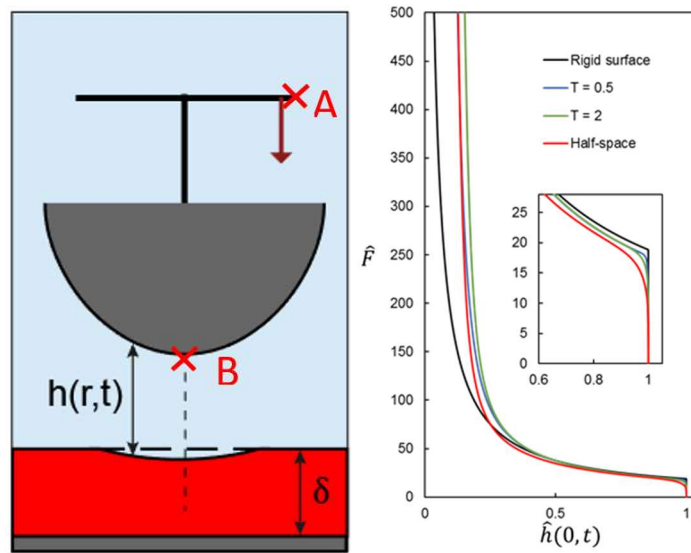 A
B
h(r,t)
δ
500
450
400
350
300
250
200
150
100
50
0
F̂
0
0.5
1
ĥ(0, t)
Rigid surface
T = 0.5
T = 2
Half-space
25
20
15
10
5
0
0.6
0.8
1